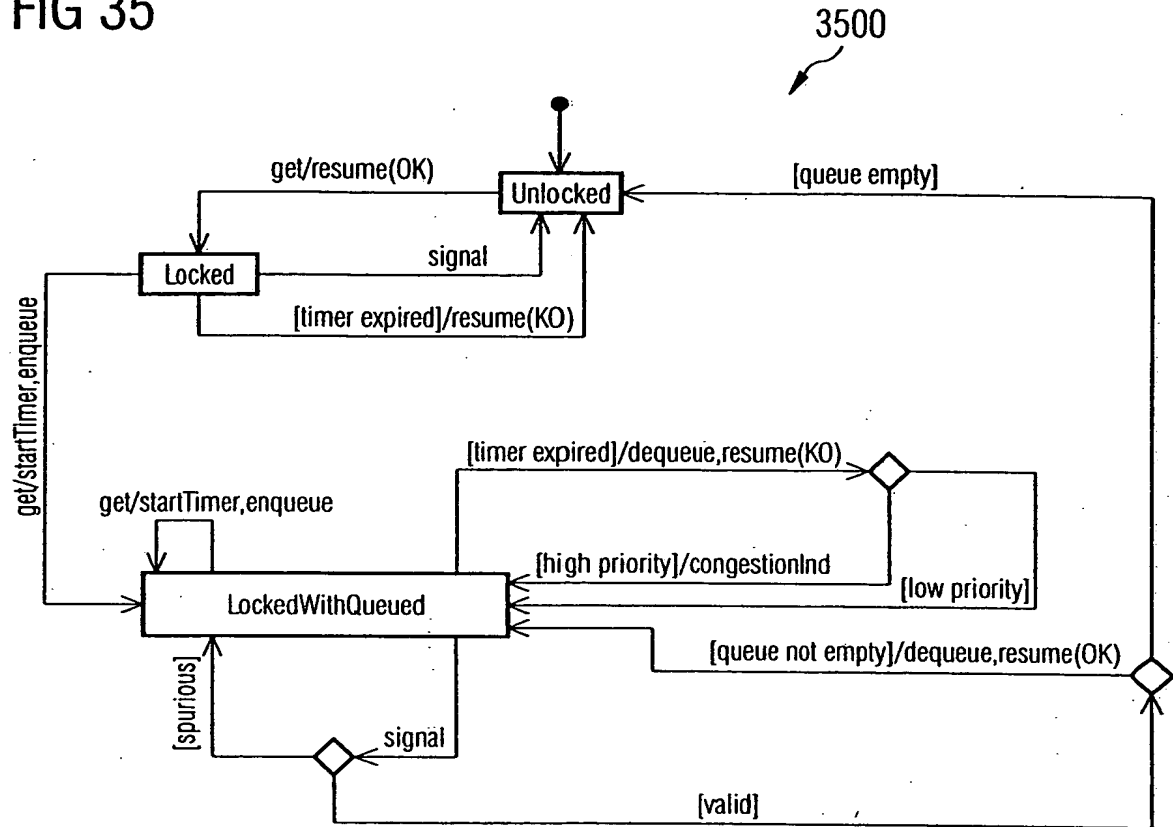 FIG 35
3500
get/resume(OK)
[queue empty]
Unlocked
signal
Locked
[timer expired]/resume(KO)
get/startTimer,enqueue
[timer expired]/dequeue,resume(KO)
get/startTimer,enqueue
[high priority]/congestionInd
[low priority]
LockedWithQueued
[queue not empty]/dequeue,resume(OK)
[spurious]
signal
[valid]